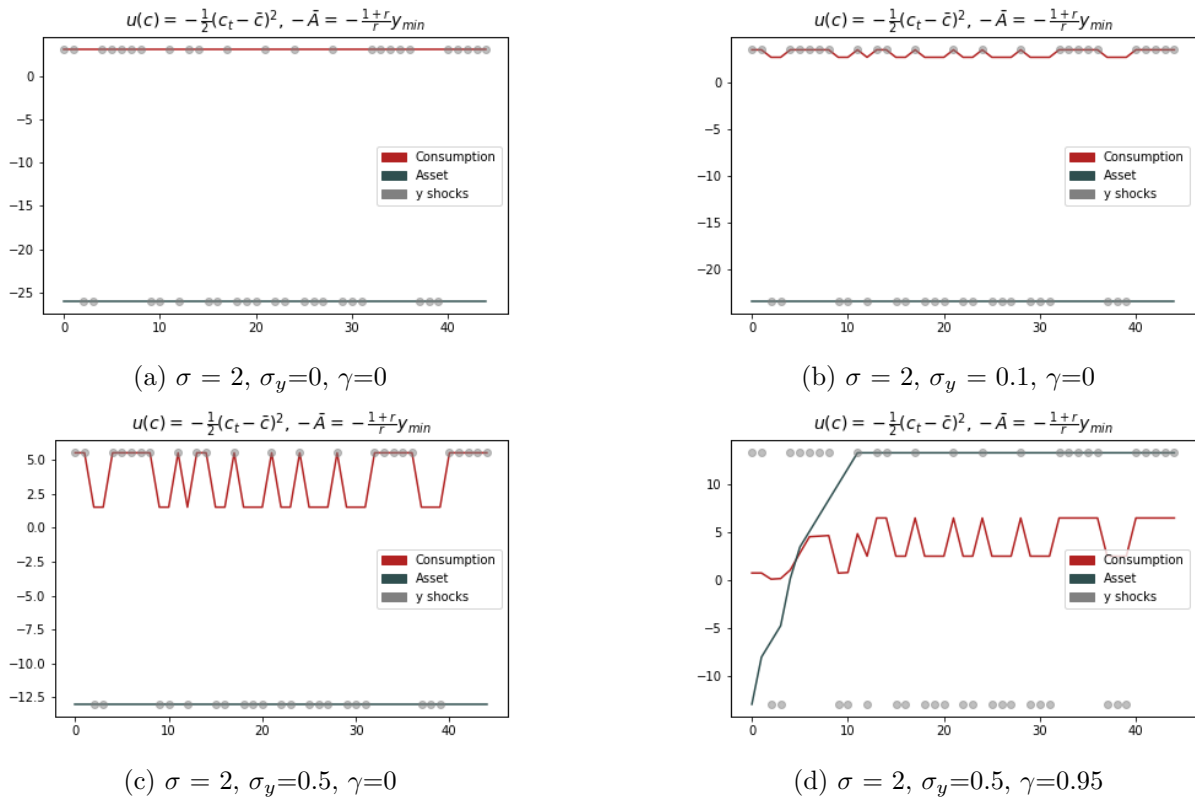 u(c) = −½(c_t − c̄)², −Ā = −(1+r)/r y_min
0
−5
−10
−15
−20
−25
0 10 20 30 40
Consumption
Asset
y shocks
(a) σ = 2, σ_y=0, γ=0
u(c) = −½(c_t − c̄)², −Ā = −(1+r)/r y_min
0
−5
−10
−15
−20
0 10 20 30 40
Consumption
Asset
y shocks
(b) σ = 2, σ_y = 0.1, γ=0
u(c) = −½(c_t − c̄)², −Ā = −(1+r)/r y_min
5.0
2.5
0.0
−2.5
−5.0
−7.5
−10.0
−12.5
0 10 20 30 40
Consumption
Asset
y shocks
(c) σ = 2, σ_y=0.5, γ=0
u(c) = −½(c_t − c̄)², −Ā = −(1+r)/r y_min
10
5
0
−5
−10
0 10 20 30 40
Consumption
Asset
y shocks
(d) σ = 2, σ_y=0.5, γ=0.95